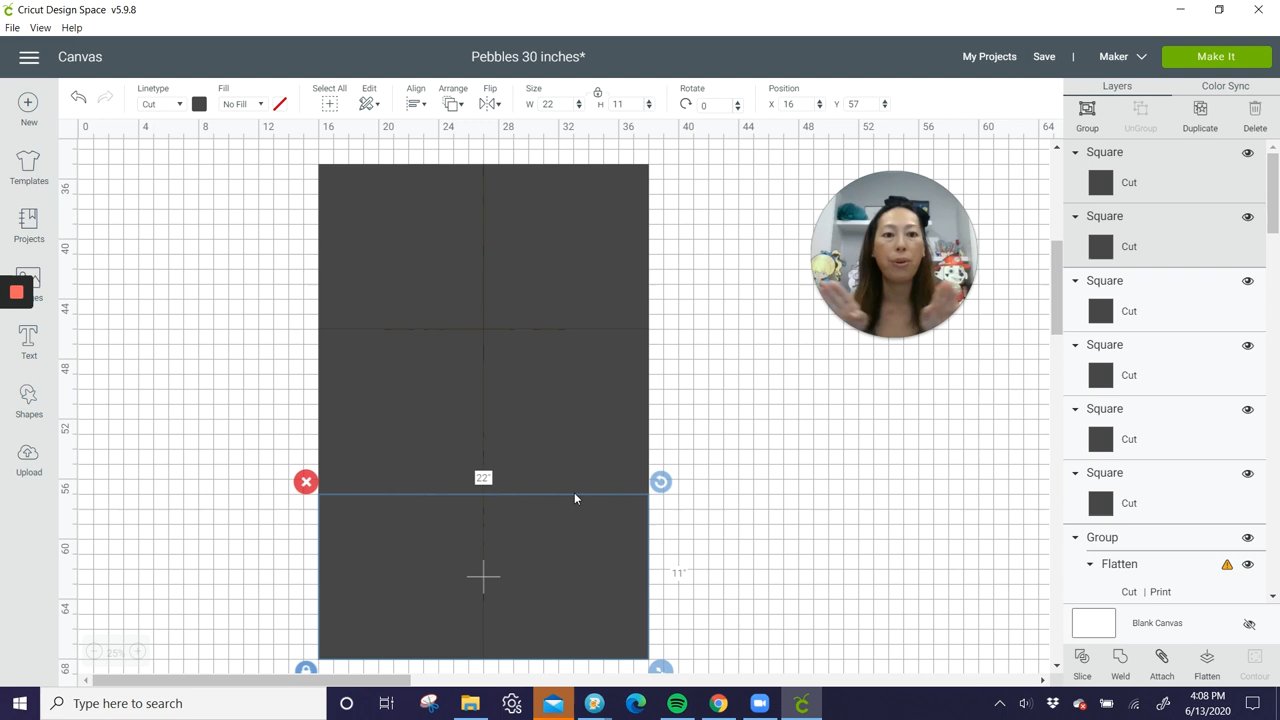 Cricut Design Space v5.9.8
File View Help
Canvas
Pebbles 30 inches*
My Projects Save | Maker Make It
Linetype Fill Select All Edit Align Arrange Flip Size Rotate Position
Cut No Fill W 22 H 11 0 X 16 Y 57
Layers Color Sync
Group UnGroup Duplicate Delete
New
Templates
Projects
Text
Shapes
Upload
0 4 8 12 16 20 24 28 32 36 40 44 48 52 56 60 64
36
40
44
48
52
56
60
64
68
22"
11"
25%
Square
Cut
Square
Cut
Square
Cut
Square
Cut
Square
Cut
Square
Cut
Group
Flatten
Cut | Print
Blank Canvas
Slice Weld Attach Flatten Contour
Type here to search
4:08 PM
6/13/2020